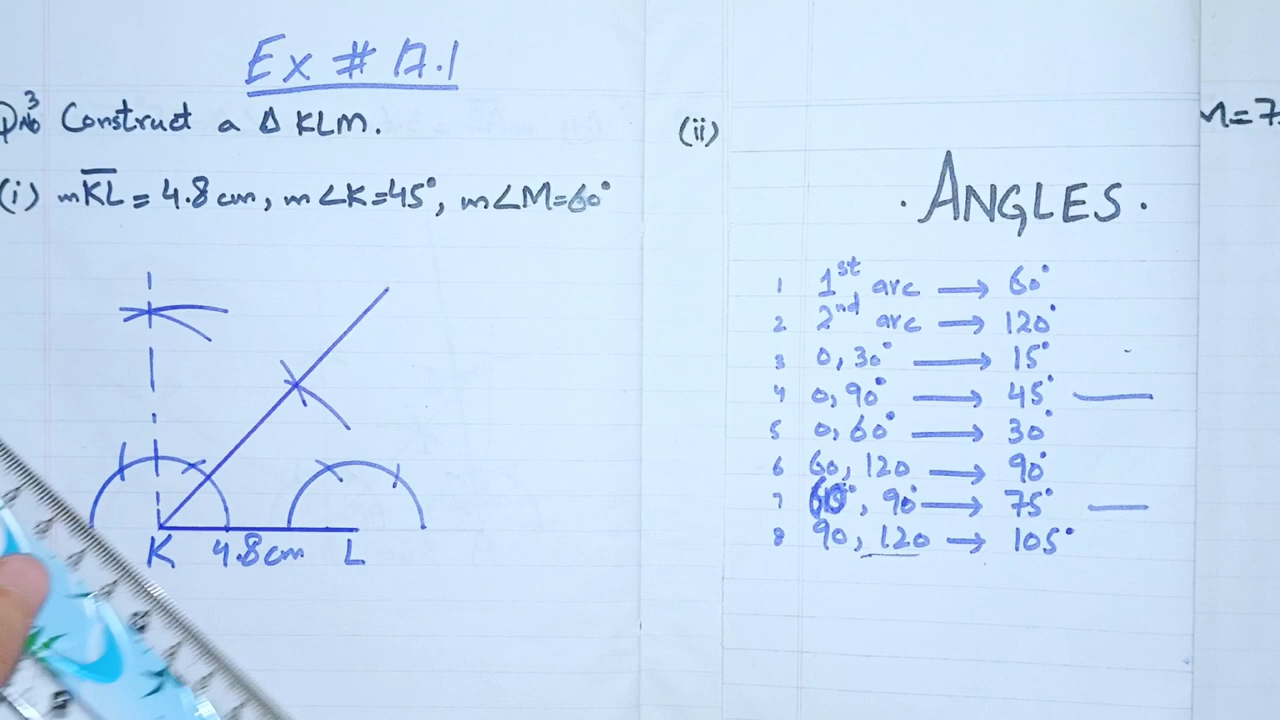 Ex # 17.1
QNo 3 Construct a Δ KLM.
(i) mKL = 4.8 cm, m∠K=45°, m∠M=60°
K 4.8cm L
(ii)
. ANGLES .
1 1st arc → 60°
2 2nd arc → 120°
3 0, 30° → 15°
4 0, 90° → 45°
5 0, 60° → 30°
6 60, 120 → 90°
7 60°, 90° → 75°
8 90, 120 → 105°